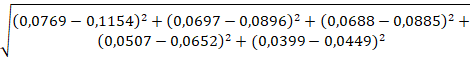 √(0,0769 − 0,1154)² + (0,0697 − 0,0896)² + (0,0688 − 0,0885)² +
(0,0507 − 0,0652)² + (0,0399 − 0,0449)²